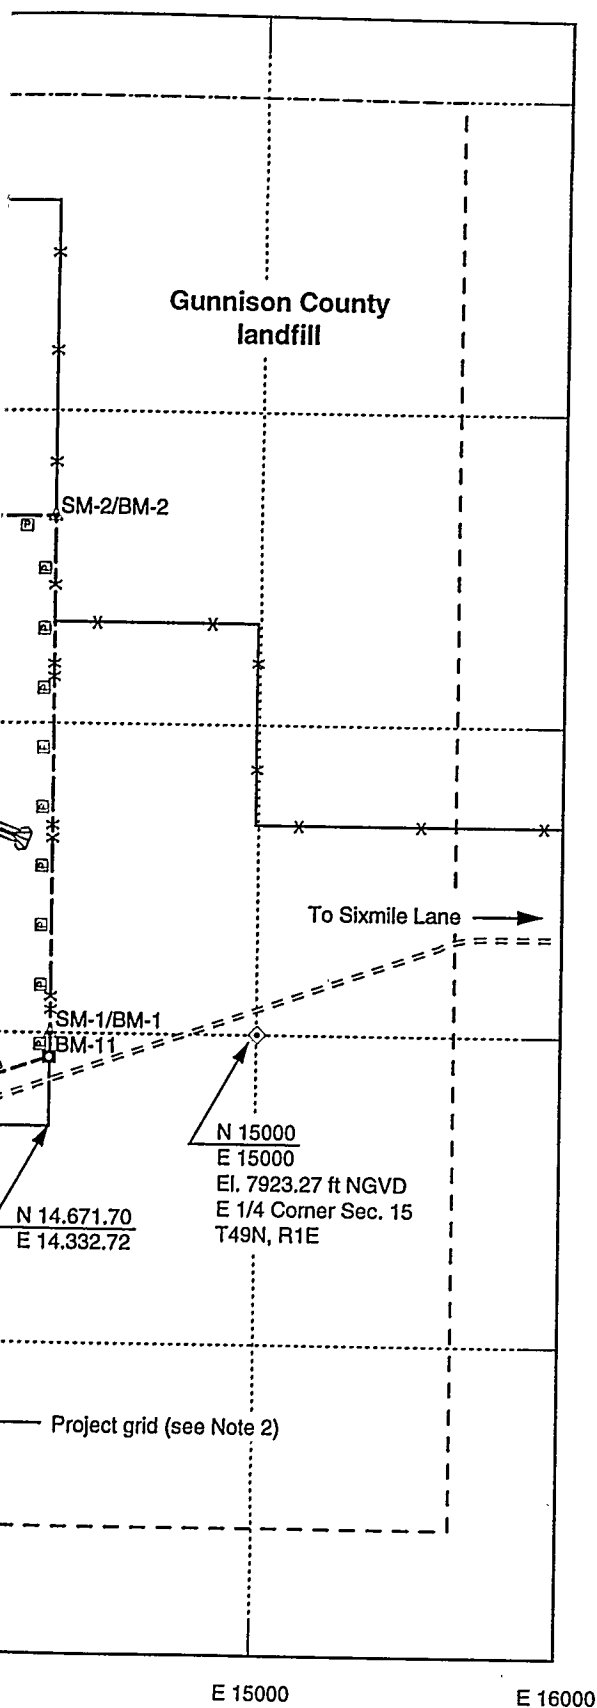 Gunnison County
landfill
SM-2/BM-2
P
P
P
P
P
P
P
P
P
To Sixmile Lane
SM-1/BM-1
P
BM-11
N 15000
E 15000
El. 7923.27 ft NGVD
E 1/4 Corner Sec. 15
T49N, R1E
N 14.671.70
E 14.332.72
Project grid (see Note 2)
E 15000
E 16000